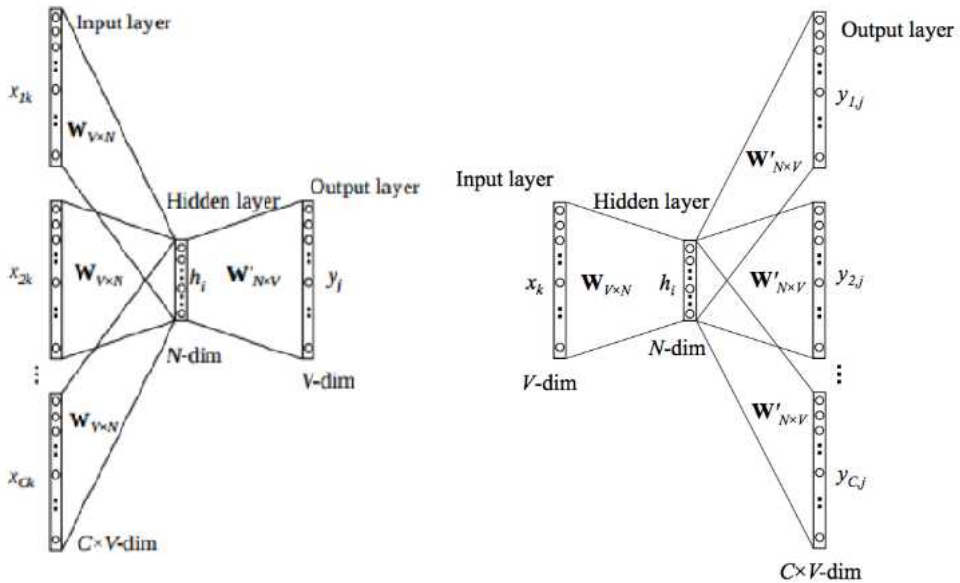 Input layer
x1k
WV×N
Hidden layer
Output layer
x2k
WV×N
hi
W'N×V
yj
N-dim
V-dim
...
WV×N
xCk
C×V-dim
Output layer
y1,j
W'N×V
Input layer
Hidden layer
xk
WV×N
hi
W'N×V
y2,j
N-dim
V-dim
...
W'N×V
yC,j
C×V-dim